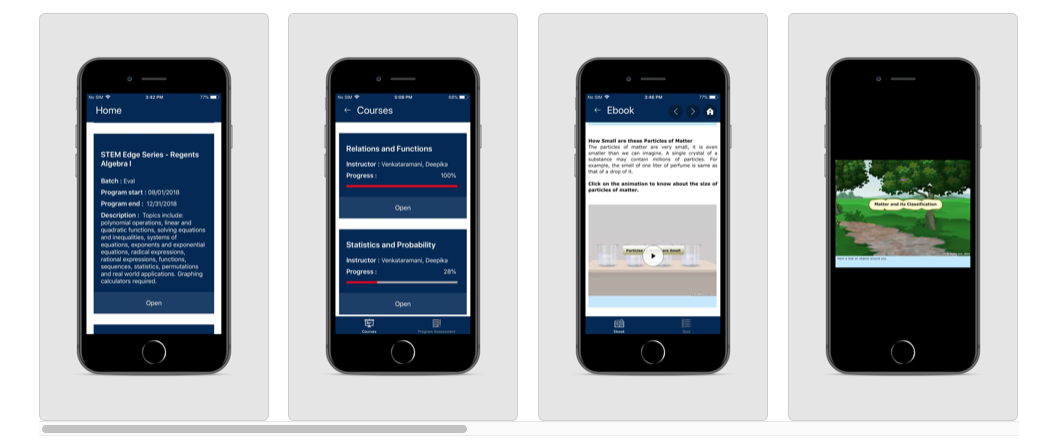 No SIM 3:42 PM 77%
Home
STEM Edge Series - Regents
Algebra I
Batch : Eval
Program start : 08/01/2018
Program end : 12/31/2018
Description : Topics include:
polynomial operations, linear and
quadratic functions, solving equations
and inequalities, systems of
equations, exponents and exponential
equations, radical expressions,
rational expressions, functions,
sequences, statistics, permutations
and real world applications. Graphing
calculators required.
Open
No SIM 5:08 PM 68%
← Courses
Relations and Functions
Instructor : Venkataramani, Deepika
Progress : 100%
Open
Statistics and Probability
Instructor : Venkataramani, Deepika
Progress : 28%
Open
Courses Program Assessment
No SIM 3:46 PM 77%
← Ebook
How Small are these Particles of Matter
The particles of matter are very small, it is even
smaller than we can imagine. A single crystal of a
substance may contain millions of particles. For
example, the smell of one liter of perfume is same as
that of a drop of it.
Click on the animation to know about the size of
particles of matter.
Particles are Small
Ebook Quiz
Matter and its Classification